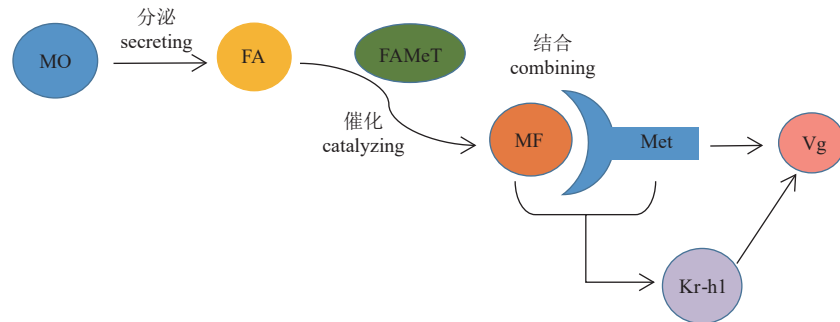 分泌
secreting
MO
FA
FAMeT
催化
catalyzing
结合
combining
MF
Met
Vg
Kr-h1